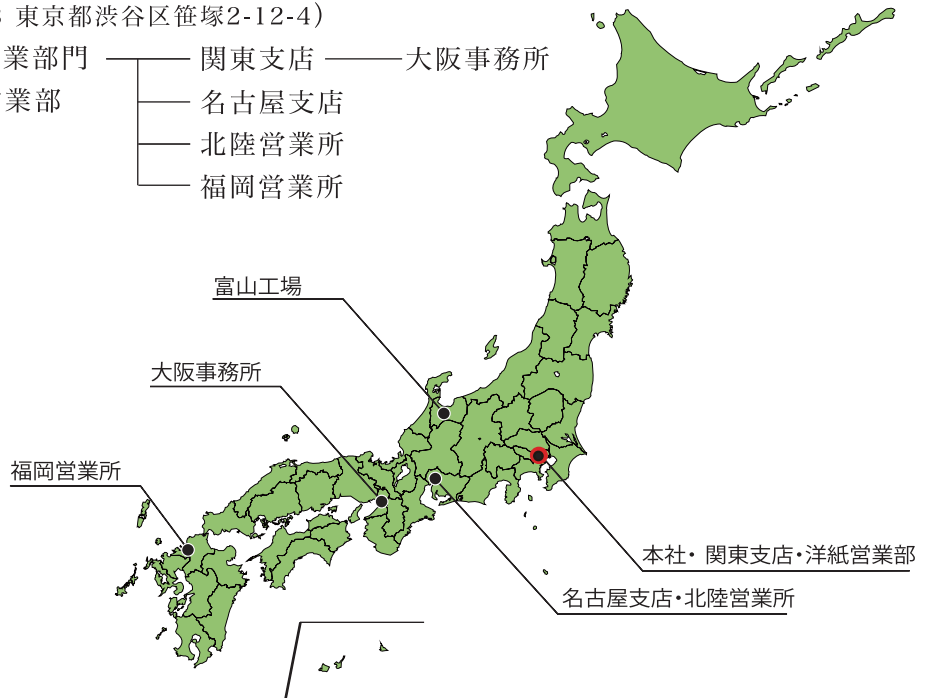 東京都渋谷区笹塚2-12-4）
業部門 関東支店 大阪事務所
業部 名古屋支店
北陸営業所
福岡営業所
富山工場
大阪事務所
福岡営業所
本社・関東支店・洋紙営業部
名古屋支店・北陸営業所